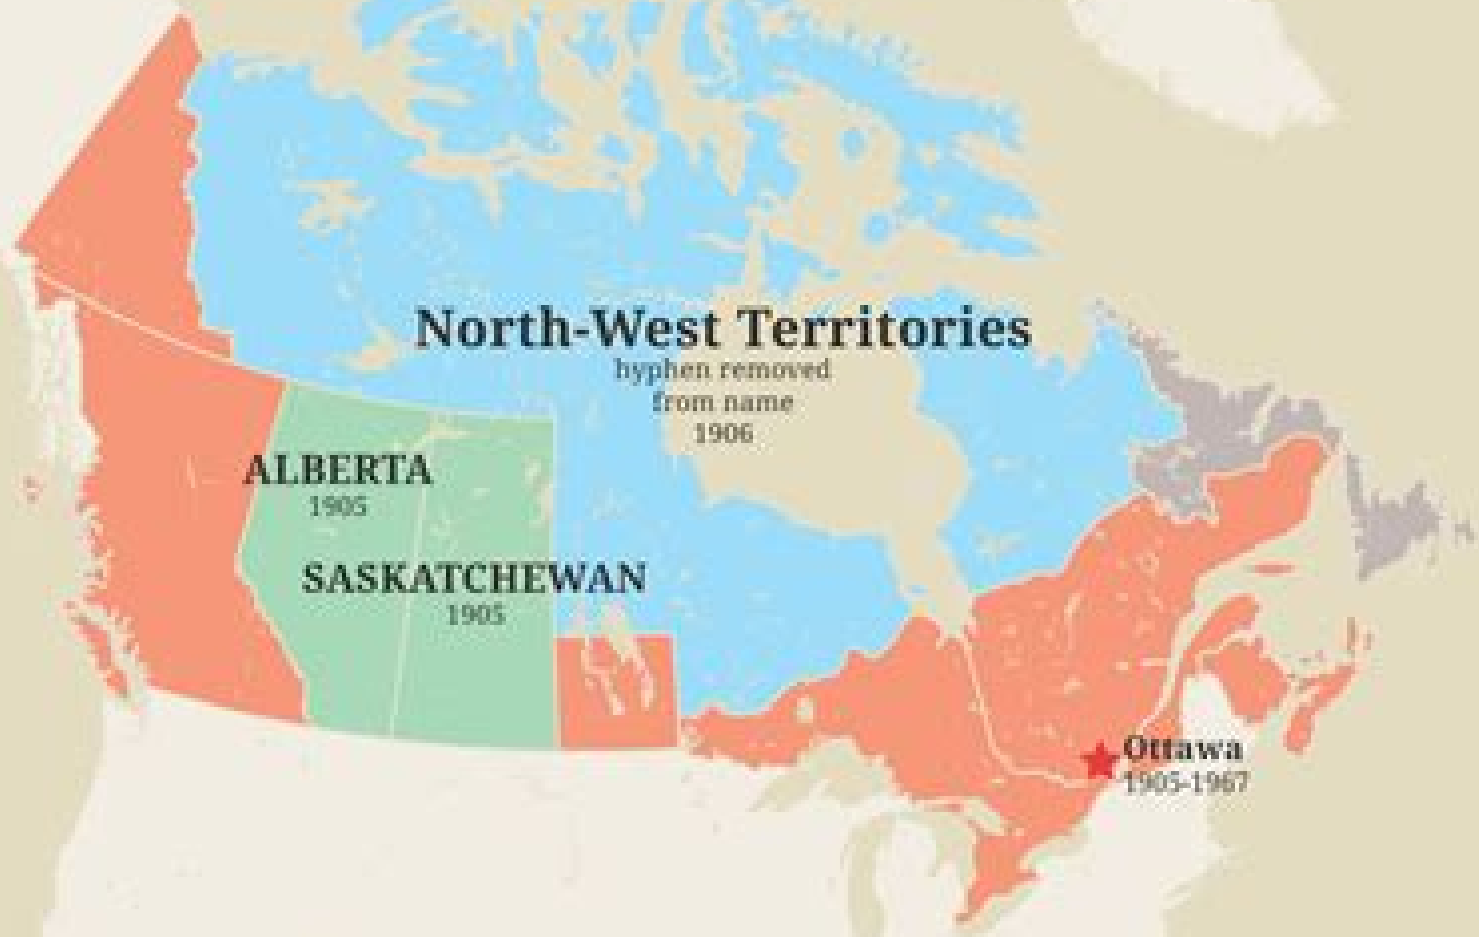 North-West Territories
hyphen removed
from name
1906
ALBERTA
1905
SASKATCHEWAN
1905
Ottawa
1905-1967